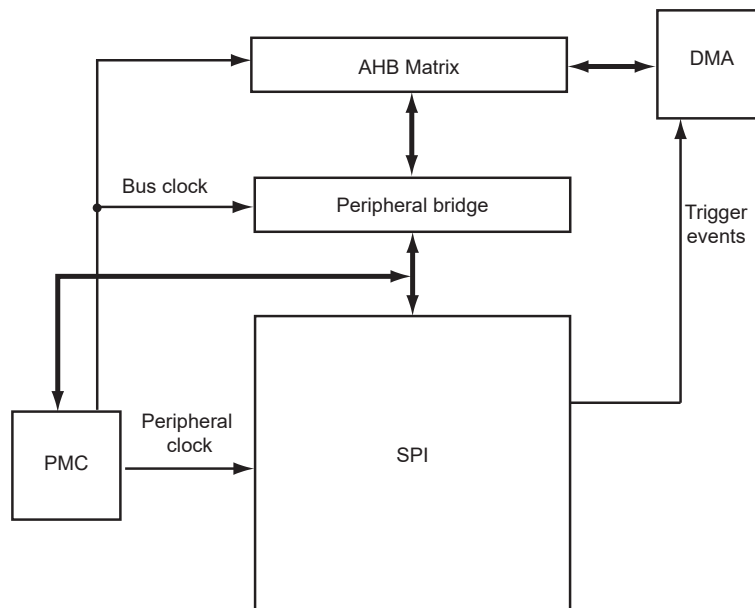 AHB Matrix
DMA
Bus clock
Peripheral bridge
Trigger
events
Peripheral
clock
PMC
SPI